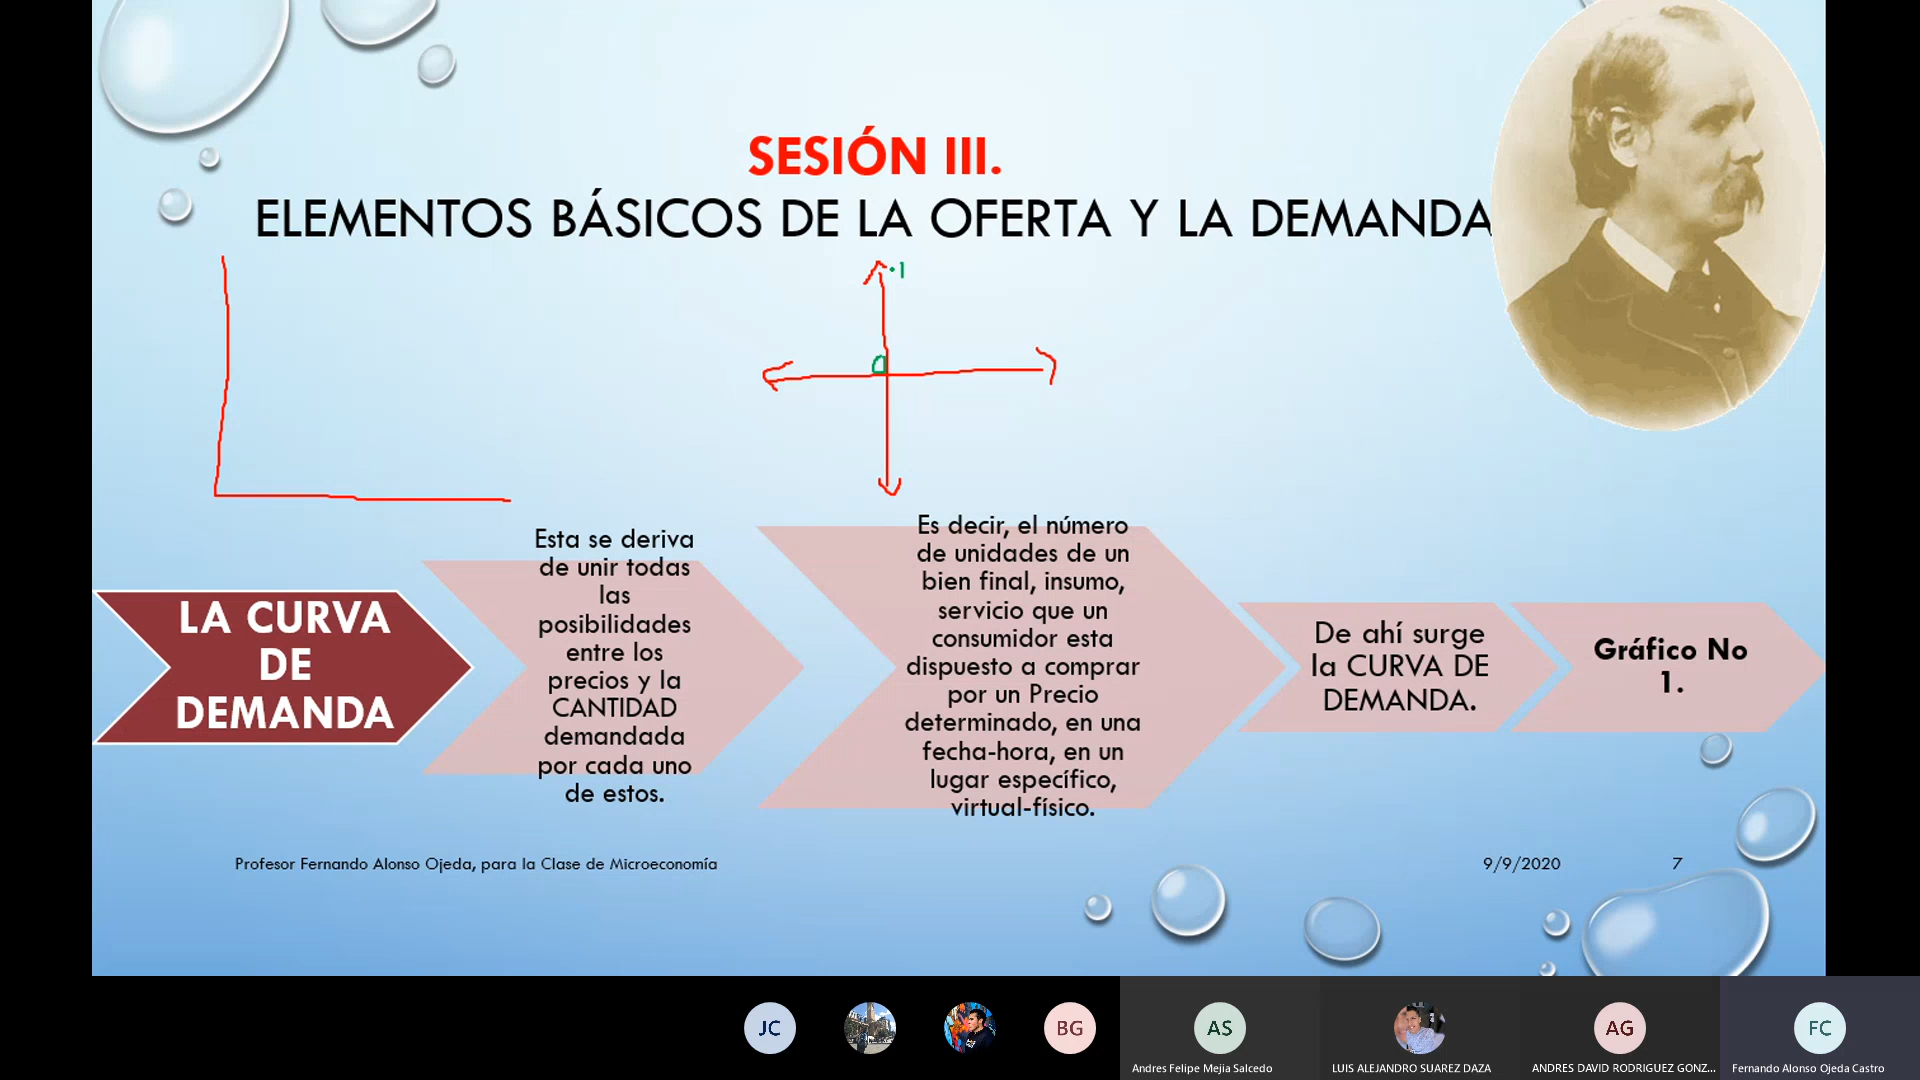 SESIÓN III.
ELEMENTOS BÁSICOS DE LA OFERTA Y LA DEMANDA
·1
LA CURVA
DE
DEMANDA
Esta se deriva
de unir todas
las
posibilidades
entre los
precios y la
CANTIDAD
demandada
por cada uno
de estos.
Es decir, el número
de unidades de un
bien final, insumo,
servicio que un
consumidor esta
dispuesto a comprar
por un Precio
determinado, en una
fecha-hora, en un
lugar específico,
virtual-físico.
De ahí surge
la CURVA DE
DEMANDA.
Gráfico No
1.
Profesor Fernando Alonso Ojeda, para la Clase de Microeconomía
9/9/2020
7
JC
BG
AS
AG
FC
Andres Felipe Mejia Salcedo
LUIS ALEJANDRO SUAREZ DAZA
ANDRES DAVID RODRIGUEZ GONZ...
Fernando Alonso Ojeda Castro